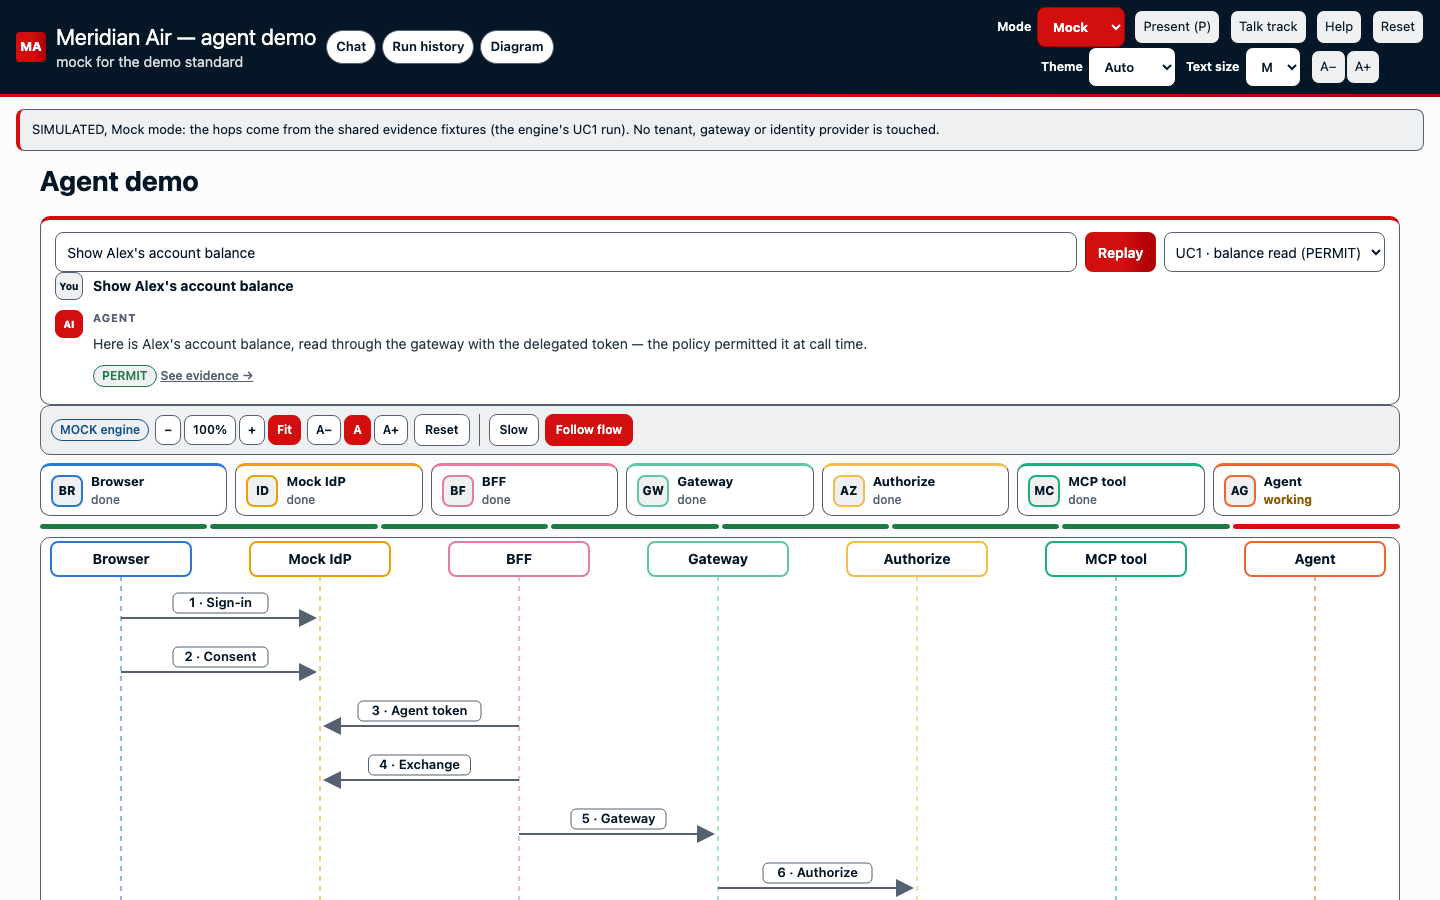 MA
Meridian Air — agent demo
mock for the demo standard
Chat
Run history
Diagram
Mode
Mock
Present (P)
Talk track
Help
Reset
Theme
Auto
Text size
M
A−
A+
SIMULATED, Mock mode: the hops come from the shared evidence fixtures (the engine's UC1 run). No tenant, gateway or identity provider is touched.
Agent demo
Show Alex's account balance
Replay
UC1 · balance read (PERMIT)
You
Show Alex's account balance
AI
AGENT
Here is Alex's account balance, read through the gateway with the delegated token — the policy permitted it at call time.
PERMIT
See evidence →
MOCK engine
−
100%
+
Fit
A−
A
A+
Reset
Slow
Follow flow
BR
Browser
done
ID
Mock IdP
done
BF
BFF
done
GW
Gateway
done
AZ
Authorize
done
MC
MCP tool
done
AG
Agent
working
Browser
Mock IdP
BFF
Gateway
Authorize
MCP tool
Agent
1 · Sign-in
2 · Consent
3 · Agent token
4 · Exchange
5 · Gateway
6 · Authorize